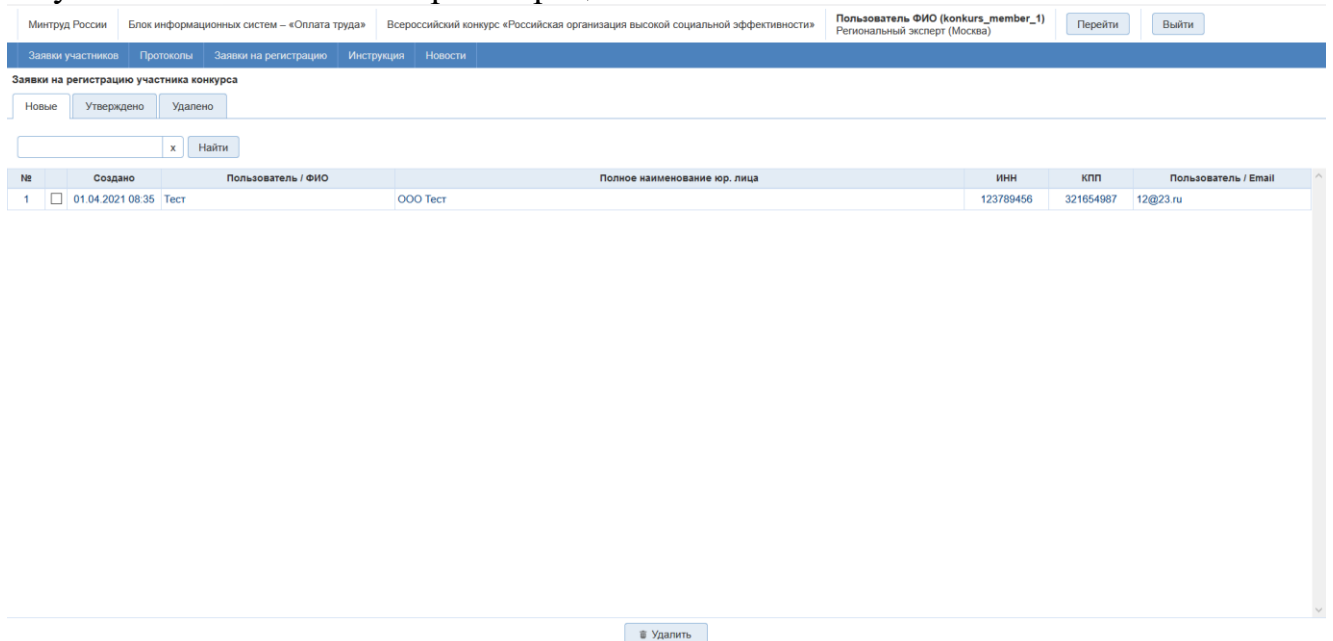 Минтруд России Блок информационных систем – «Оплата труда» Всероссийский конкурс «Российская организация высокой социальной эффективности» Пользователь ФИО (konkurs_member_1) Перейти Выйти
Региональный эксперт (Москва)
Заявки участников Протоколы Заявки на регистрацию Инструкция Новости
Заявки на регистрацию участника конкурса
Новые Утверждено Удалено
x Найти
№ Создано Пользователь / ФИО Полное наименование юр. лица ИНН КПП Пользователь / Email
1 01.04.2021 08:35 Тест ООО Тест 123789456 321654987 12@23.ru
Удалить